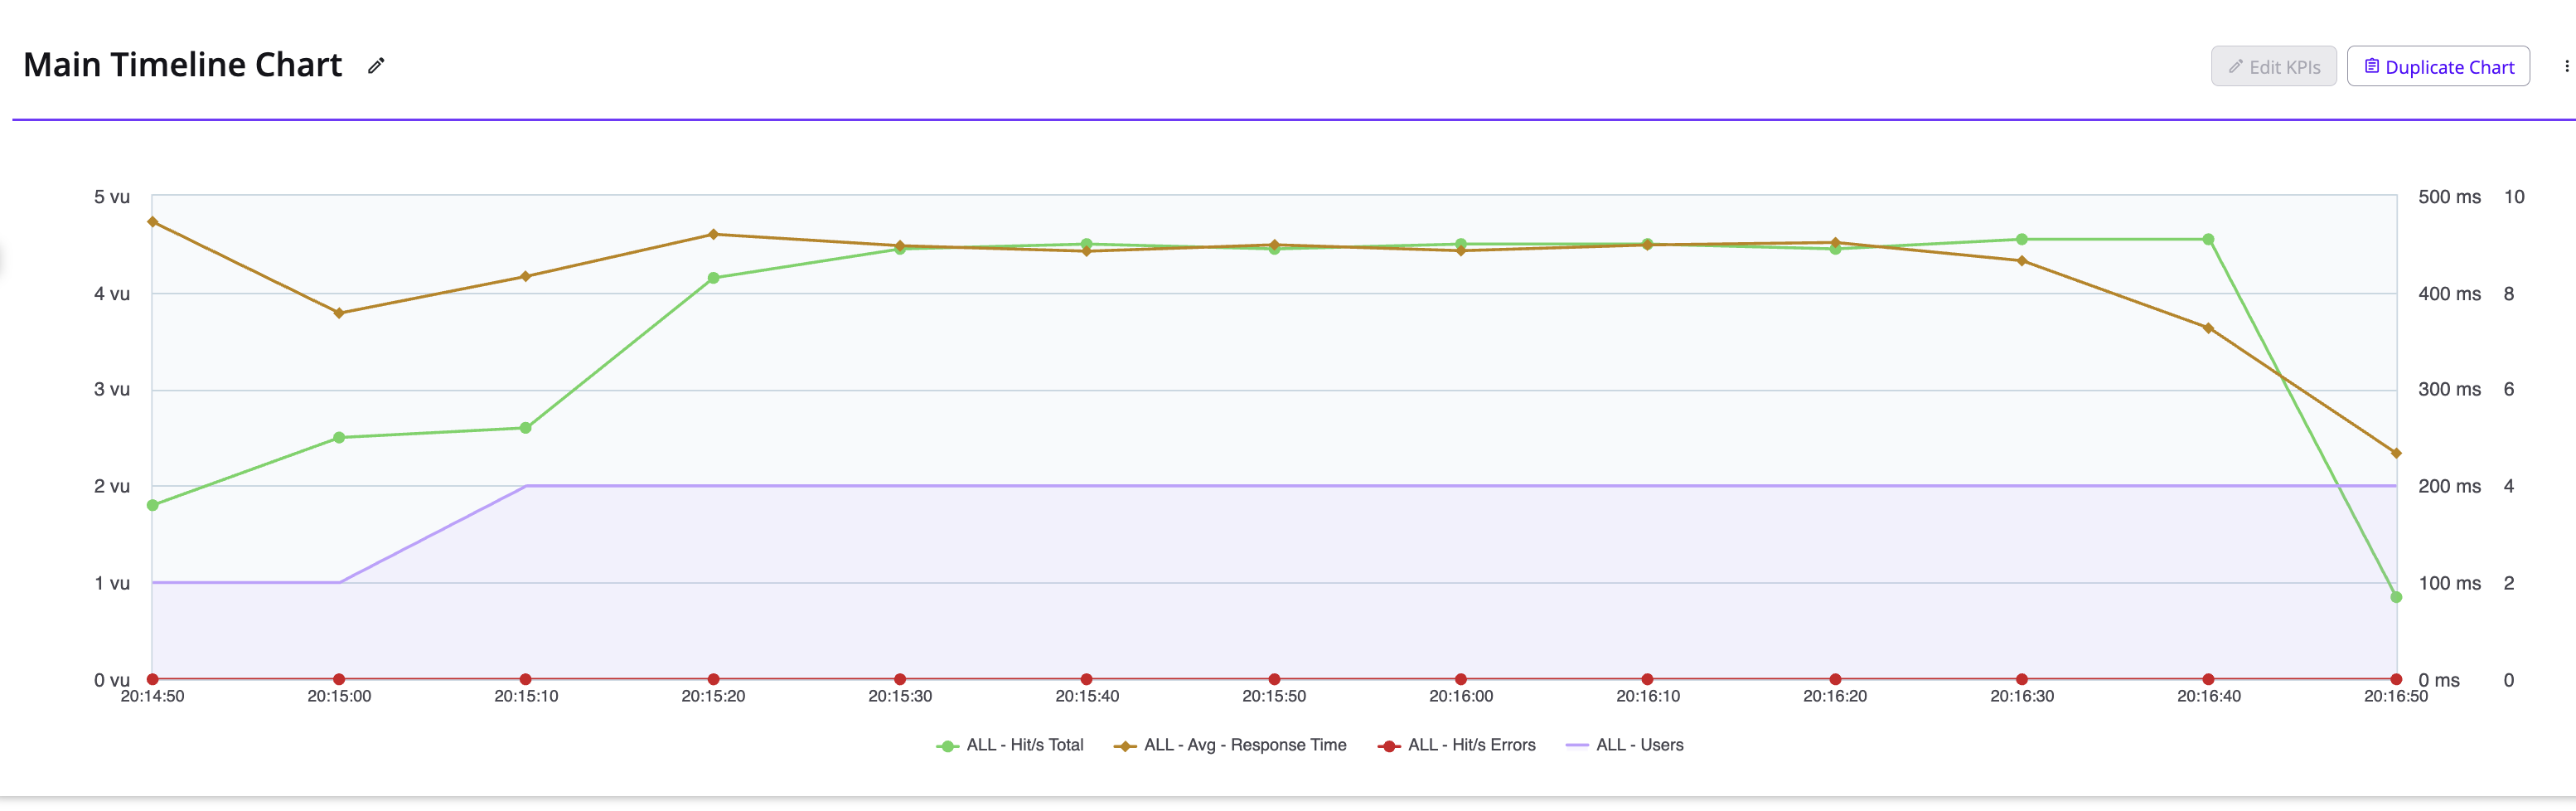 Main Timeline Chart
Edit KPIs
Duplicate Chart
5 vu 500 ms 10
4 vu 400 ms 8
3 vu 300 ms 6
2 vu 200 ms 4
1 vu 100 ms 2
0 vu 0 ms 0
20:14:50 20:15:00 20:15:10 20:15:20 20:15:30 20:15:40 20:15:50 20:16:00 20:16:10 20:16:20 20:16:30 20:16:40 20:16:50
ALL - Hit/s Total ALL - Avg - Response Time ALL - Hit/s Errors ALL - Users